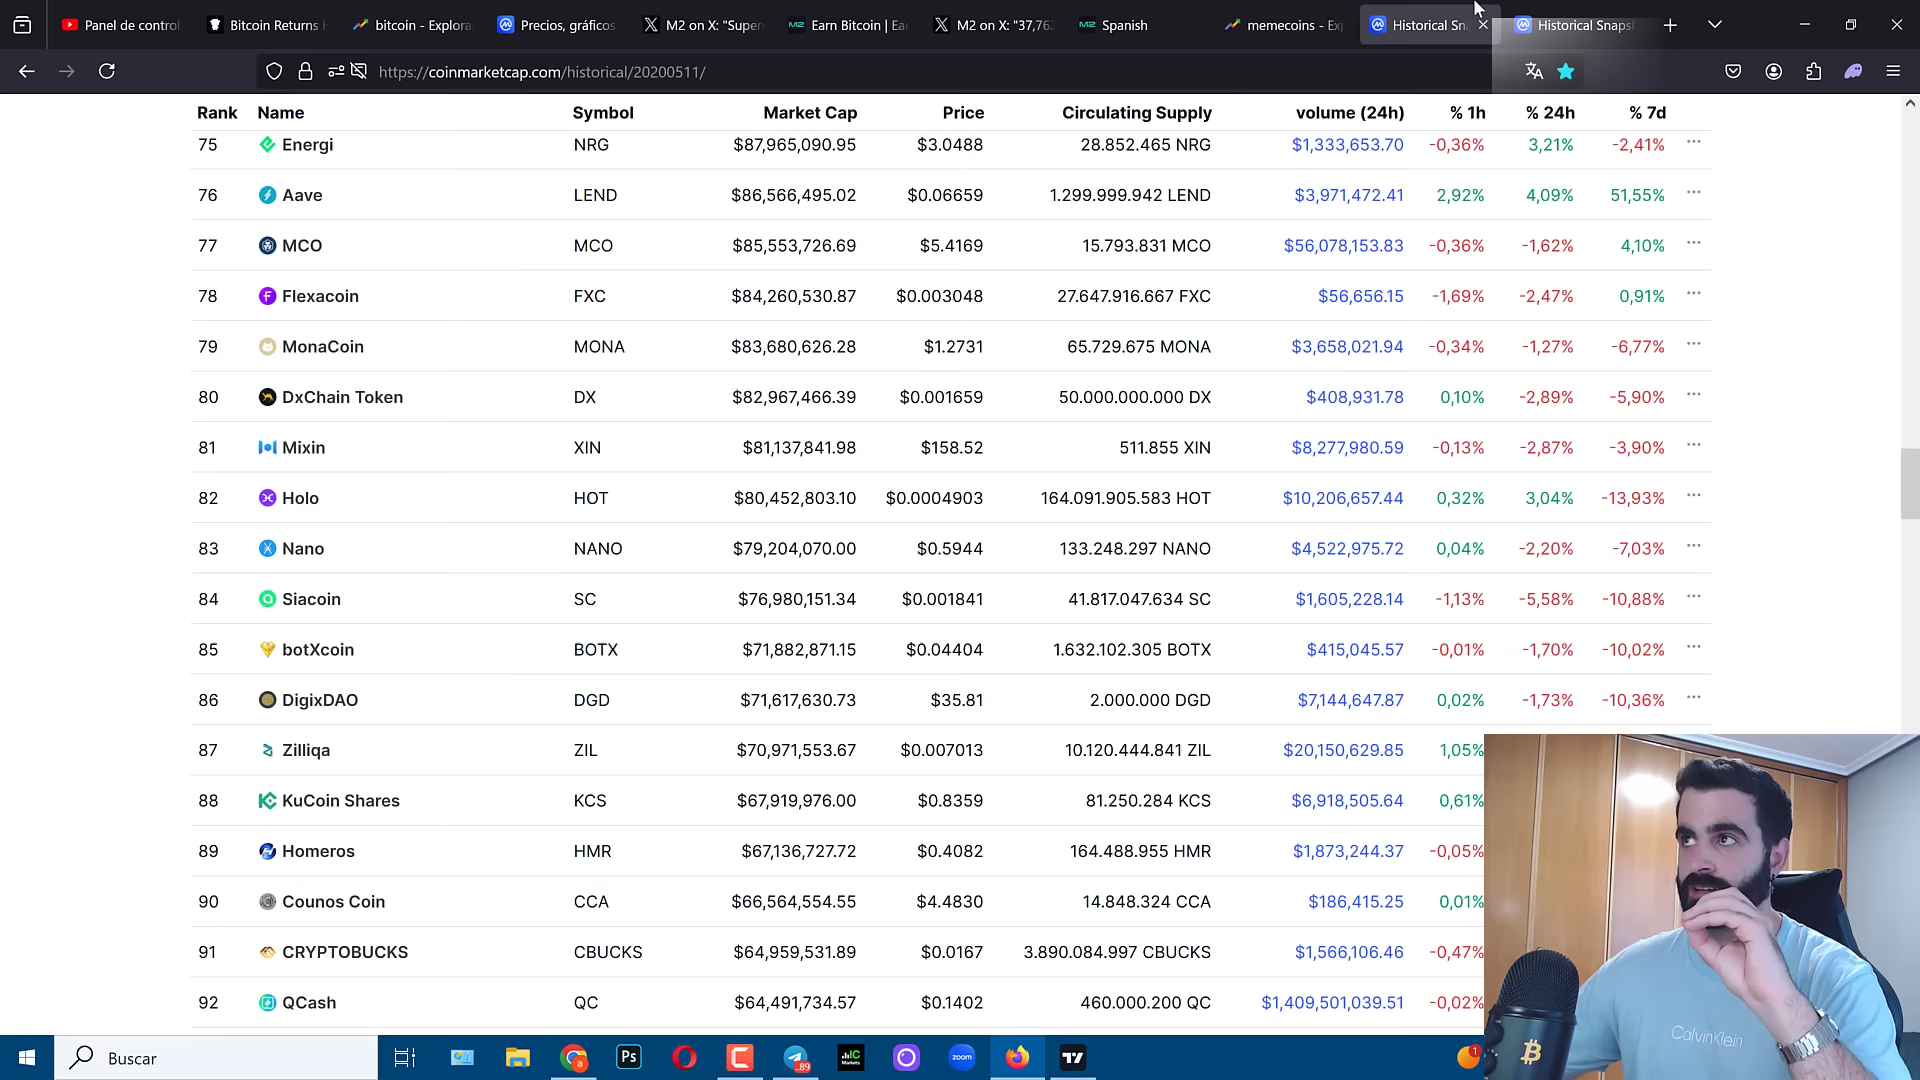 Panel de control
Bitcoin Returns H
bitcoin - Explora
Precios, gráficos
M2 on X: "Super
Earn Bitcoin | Ea
M2 on X: "37,762
Spanish
memecoins - Exp
Historical Sna
Historical Snapsh
https://coinmarketcap.com/historical/20200511/
Rank Name Symbol Market Cap Price Circulating Supply volume (24h) % 1h % 24h % 7d
75 Energi NRG $87,965,090.95 $3.0488 28.852.465 NRG $1,333,653.70 -0,36% 3,21% -2,41%
76 Aave LEND $86,566,495.02 $0.06659 1.299.999.942 LEND $3,971,472.41 2,92% 4,09% 51,55%
77 MCO MCO $85,553,726.69 $5.4169 15.793.831 MCO $56,078,153.83 -0,36% -1,62% 4,10%
78 Flexacoin FXC $84,260,530.87 $0.003048 27.647.916.667 FXC $56,656.15 -1,69% -2,47% 0,91%
79 MonaCoin MONA $83,680,626.28 $1.2731 65.729.675 MONA $3,658,021.94 -0,34% -1,27% -6,77%
80 DxChain Token DX $82,967,466.39 $0.001659 50.000.000.000 DX $408,931.78 0,10% -2,89% -5,90%
81 Mixin XIN $81,137,841.98 $158.52 511.855 XIN $8,277,980.59 -0,13% -2,87% -3,90%
82 Holo HOT $80,452,803.10 $0.0004903 164.091.905.583 HOT $10,206,657.44 0,32% 3,04% -13,93%
83 Nano NANO $79,204,070.00 $0.5944 133.248.297 NANO $4,522,975.72 0,04% -2,20% -7,03%
84 Siacoin SC $76,980,151.34 $0.001841 41.817.047.634 SC $1,605,228.14 -1,13% -5,58% -10,88%
85 botXcoin BOTX $71,882,871.15 $0.04404 1.632.102.305 BOTX $415,045.57 -0,01% -1,70% -10,02%
86 DigixDAO DGD $71,617,630.73 $35.81 2.000.000 DGD $7,144,647.87 0,02% -1,73% -10,36%
87 Zilliqa ZIL $70,971,553.67 $0.007013 10.120.444.841 ZIL $20,150,629.85 1,05%
88 KuCoin Shares KCS $67,919,976.00 $0.8359 81.250.284 KCS $6,918,505.64 0,61%
89 Homeros HMR $67,136,727.72 $0.4082 164.488.955 HMR $1,873,244.37 -0,05%
90 Counos Coin CCA $66,564,554.55 $4.4830 14.848.324 CCA $186,415.25 0,01%
91 CRYPTOBUCKS CBUCKS $64,959,531.89 $0.0167 3.890.084.997 CBUCKS $1,566,106.46 -0,47%
92 QCash QC $64,491,734.57 $0.1402 460.000.200 QC $1,409,501,039.51 -0,02%
CalvinKlein
Buscar
Ps
89
IC
Markets
zoom
1